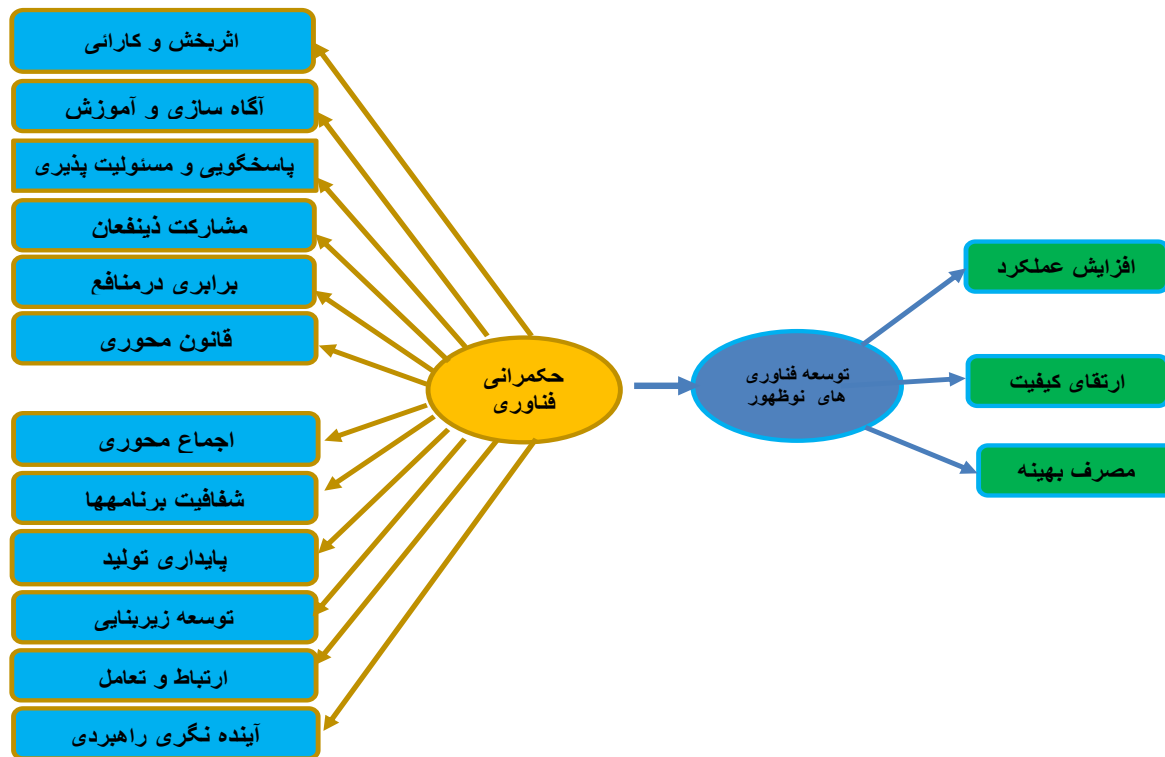 اثربخش و کارائی
آگاه سازی و آموزش
پاسخگویی و مسئولیت پذیری
مشارکت ذینفعان
برابری درمنافع
قانون محوری
اجماع محوری
شفافیت برنامهها
پایداری تولید
توسعه زیربنایی
ارتباط و تعامل
آینده نگری راهبردی
حکمرانی
فناوری
توسعه فناوری
های نوظهور
افزایش عملکرد
ارتقای کیفیت
مصرف بهینه